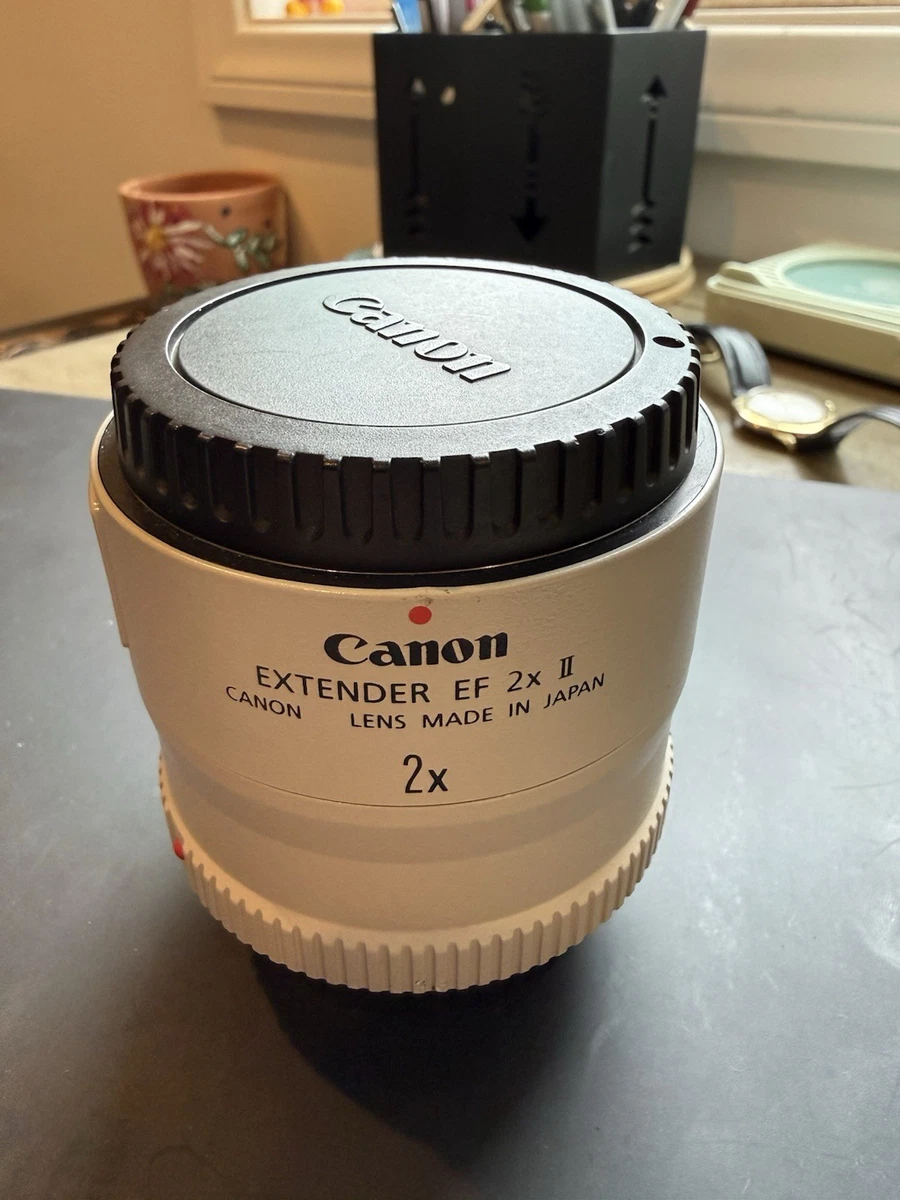 Canon
Canon
EXTENDER EF 2x II
CANON LENS MADE IN JAPAN
2x